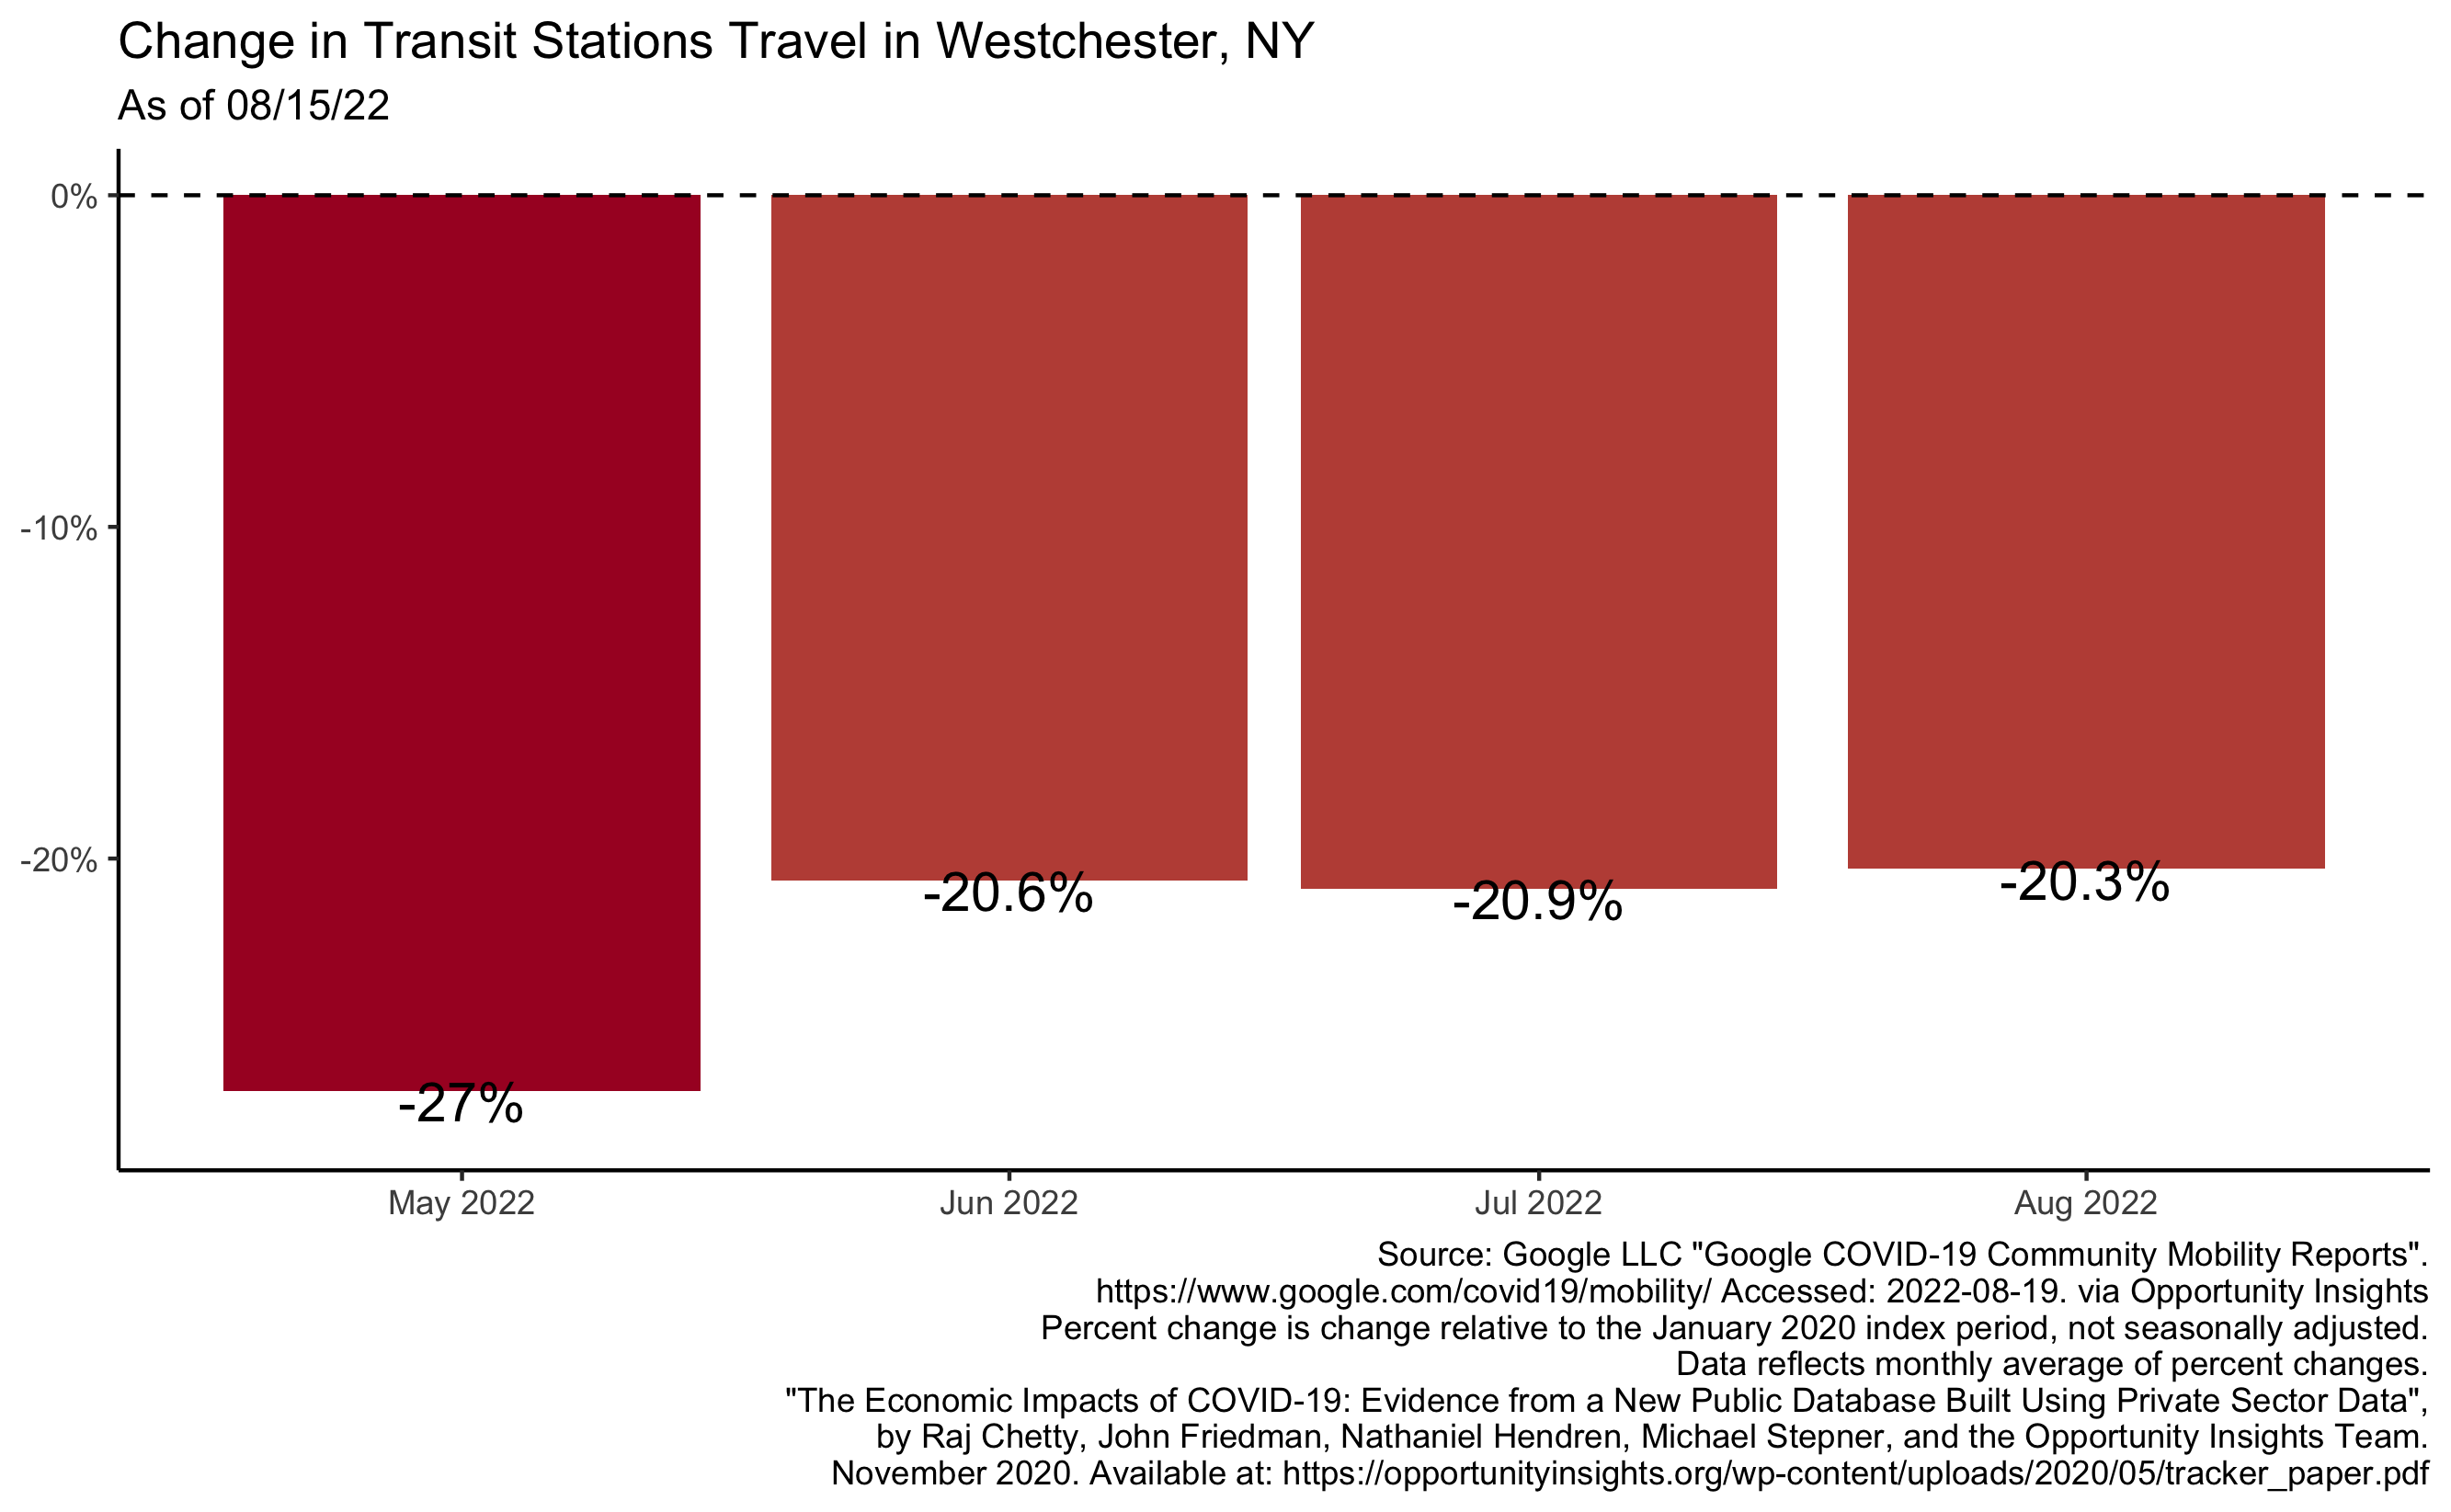 Change in Transit Stations Travel in Westchester, NY
As of 08/15/22
0%
-10%
-20%
-27%
-20.6%
-20.9%
-20.3%
May 2022
Jun 2022
Jul 2022
Aug 2022
Source: Google LLC "Google COVID-19 Community Mobility Reports".
https://www.google.com/covid19/mobility/ Accessed: 2022-08-19. via Opportunity Insights
Percent change is change relative to the January 2020 index period, not seasonally adjusted.
Data reflects monthly average of percent changes.
"The Economic Impacts of COVID-19: Evidence from a New Public Database Built Using Private Sector Data",
by Raj Chetty, John Friedman, Nathaniel Hendren, Michael Stepner, and the Opportunity Insights Team.
November 2020. Available at: https://opportunityinsights.org/wp-content/uploads/2020/05/tracker_paper.pdf